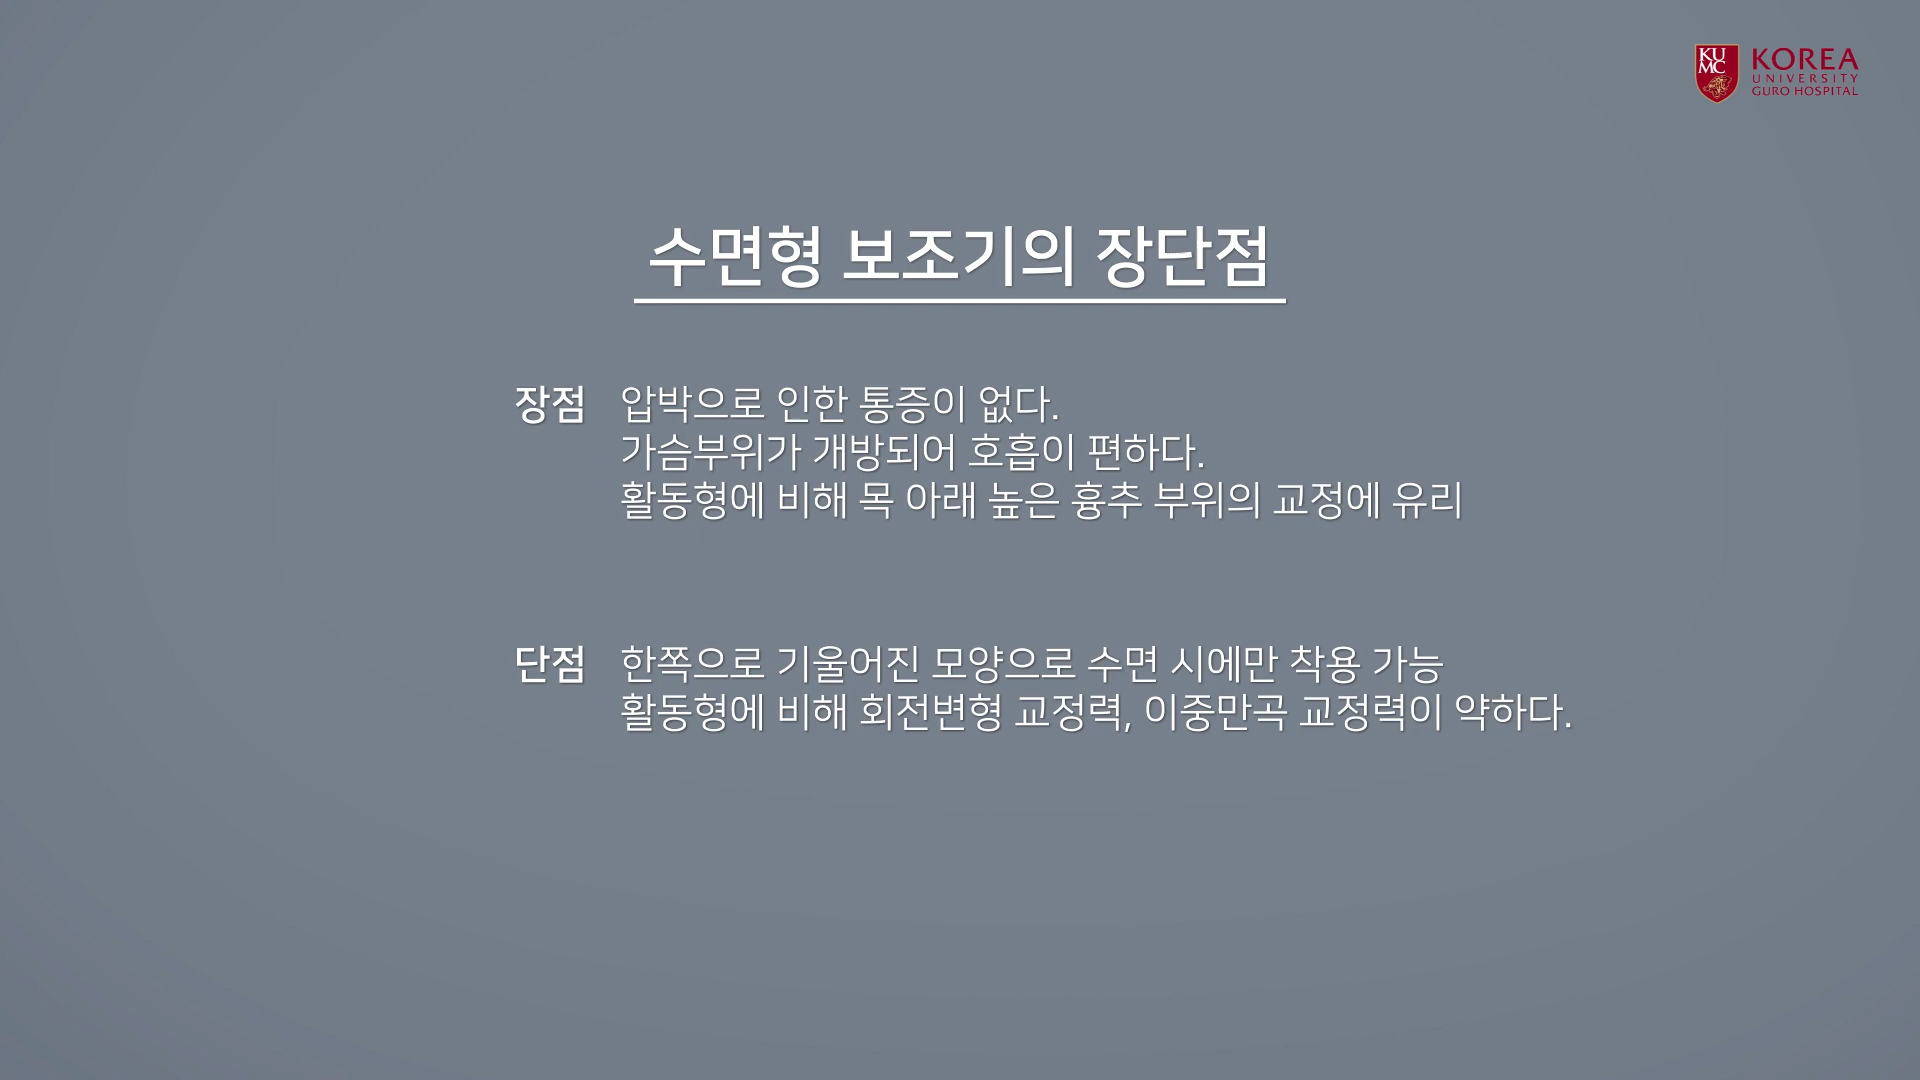 KU
MC
KOREA
UNIVERSITY
GURO HOSPITAL
수면형 보조기의 장단점
장점 압박으로 인한 통증이 없다.
가슴부위가 개방되어 호흡이 편하다.
활동형에 비해 목 아래 높은 흉추 부위의 교정에 유리
단점 한쪽으로 기울어진 모양으로 수면 시에만 착용 가능
활동형에 비해 회전변형 교정력, 이중만곡 교정력이 약하다.